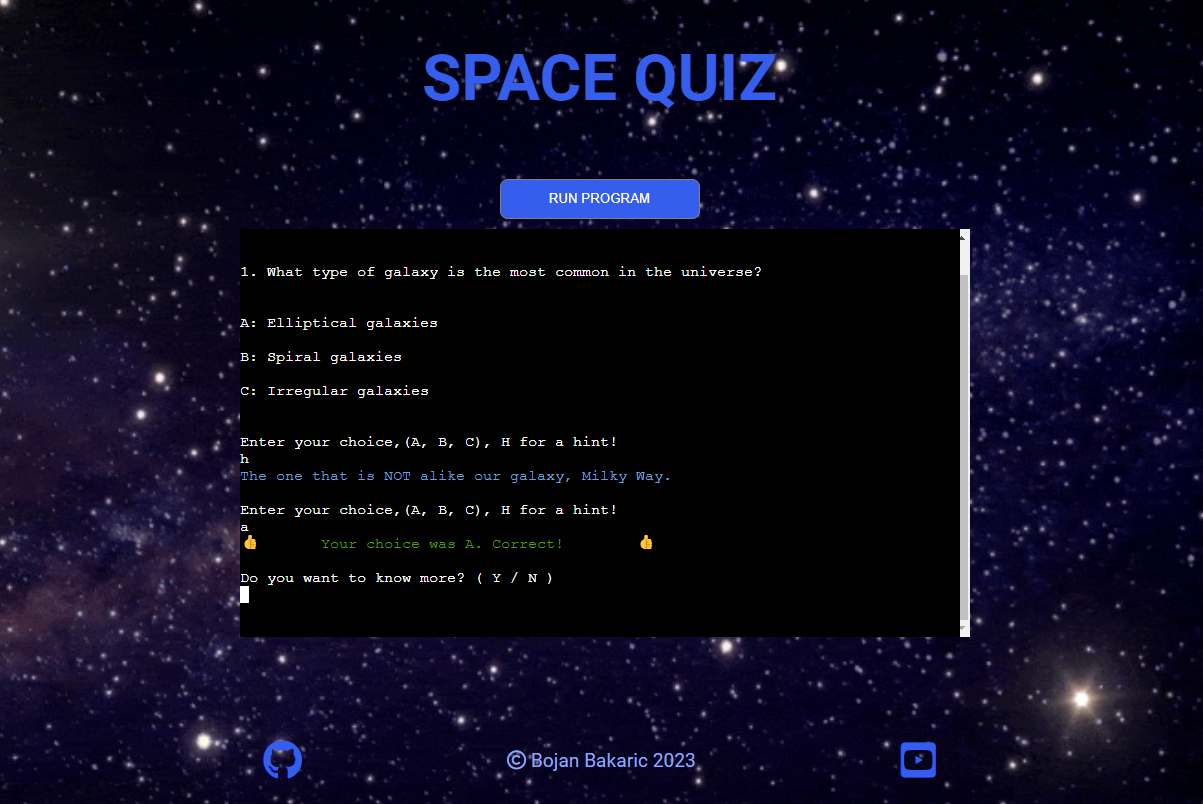 SPACE QUIZ
RUN PROGRAM
1. What type of galaxy is the most common in the universe?
A: Elliptical galaxies
B: Spiral galaxies
C: Irregular galaxies
Enter your choice,(A, B, C), H for a hint!
h
The one that is NOT alike our galaxy, Milky Way.
Enter your choice,(A, B, C), H for a hint!
a
👍 Your choice was A. Correct! 👍
Do you want to know more? ( Y / N )
© Bojan Bakaric 2023